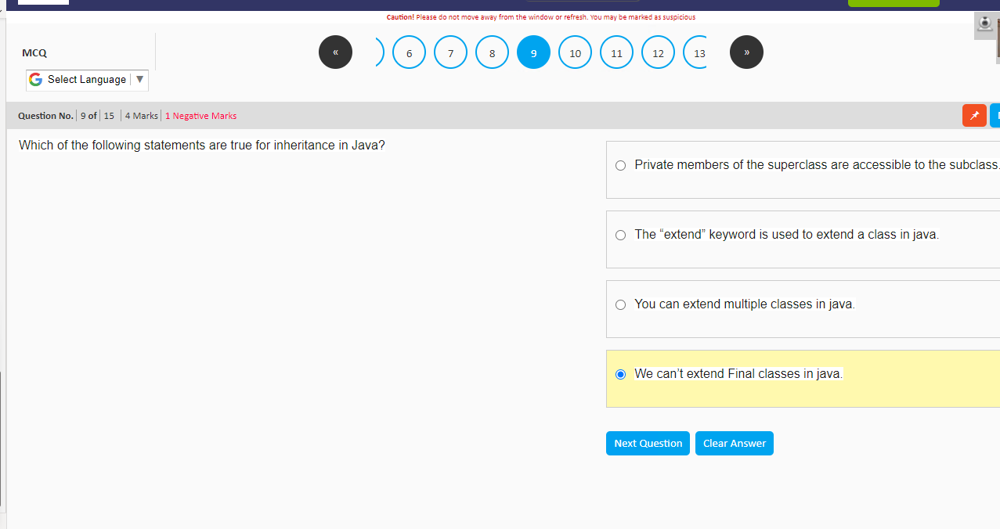 Caution! Please do not move away from the window or refresh. You may be marked as suspicious
MCQ
« 6 7 8 9 10 11 12 13 »
G Select Language ▼
Question No. 9 of 15 4 Marks 1 Negative Marks
Which of the following statements are true for inheritance in Java?
Private members of the superclass are accessible to the subclass.
The “extend” keyword is used to extend a class in java.
You can extend multiple classes in java.
We can’t extend Final classes in java.
Next Question Clear Answer